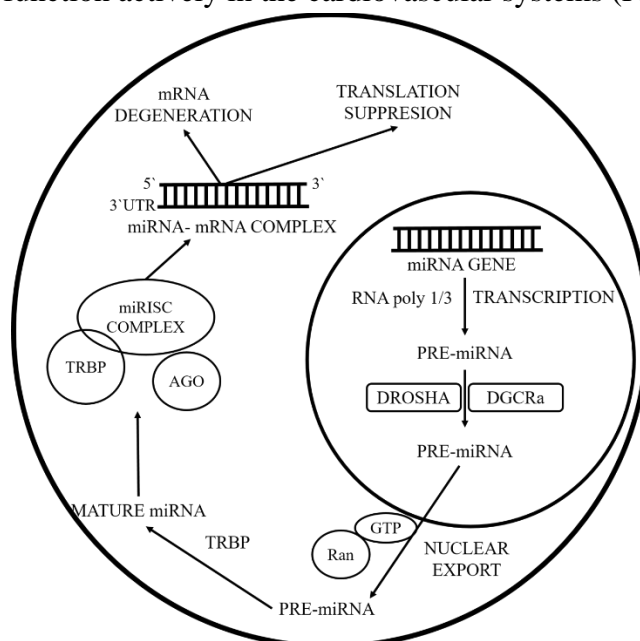 function actively in the cardiovascular systems (
mRNA
DEGENERATION
TRANSLATION
SUPPRESION
5` 3`
3`UTR
miRNA- mRNA COMPLEX
miRISC
COMPLEX
TRBP
AGO
MATURE miRNA
TRBP
PRE-miRNA
miRNA GENE
RNA poly 1/3 TRANSCRIPTION
PRE-miRNA
DROSHA DGCRa
PRE-miRNA
GTP
Ran
NUCLEAR
EXPORT